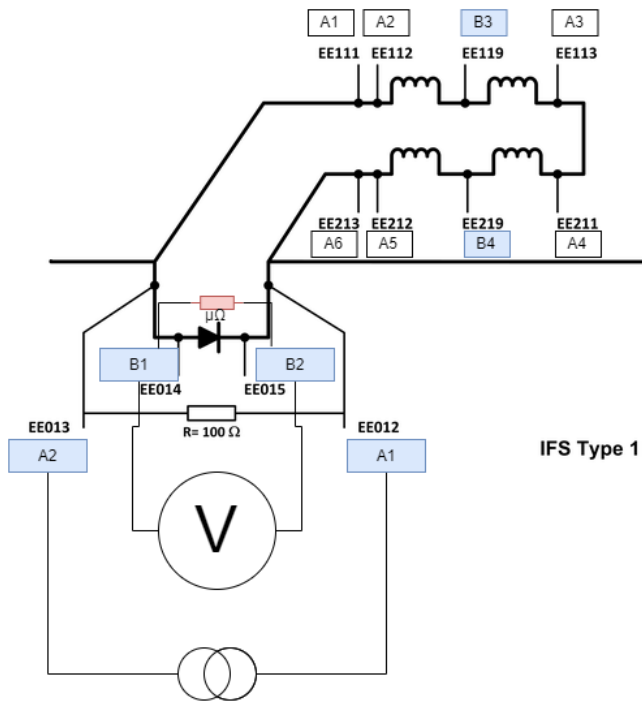 A1 A2 B3 A3
EE111 EE112 EE119 EE113
EE213 EE212 EE219 EE211
A6 A5 B4 A4
μΩ
B1 B2
EE014 EE015
EE013 EE012
R= 100 Ω
A2 A1
IFS Type 1
V